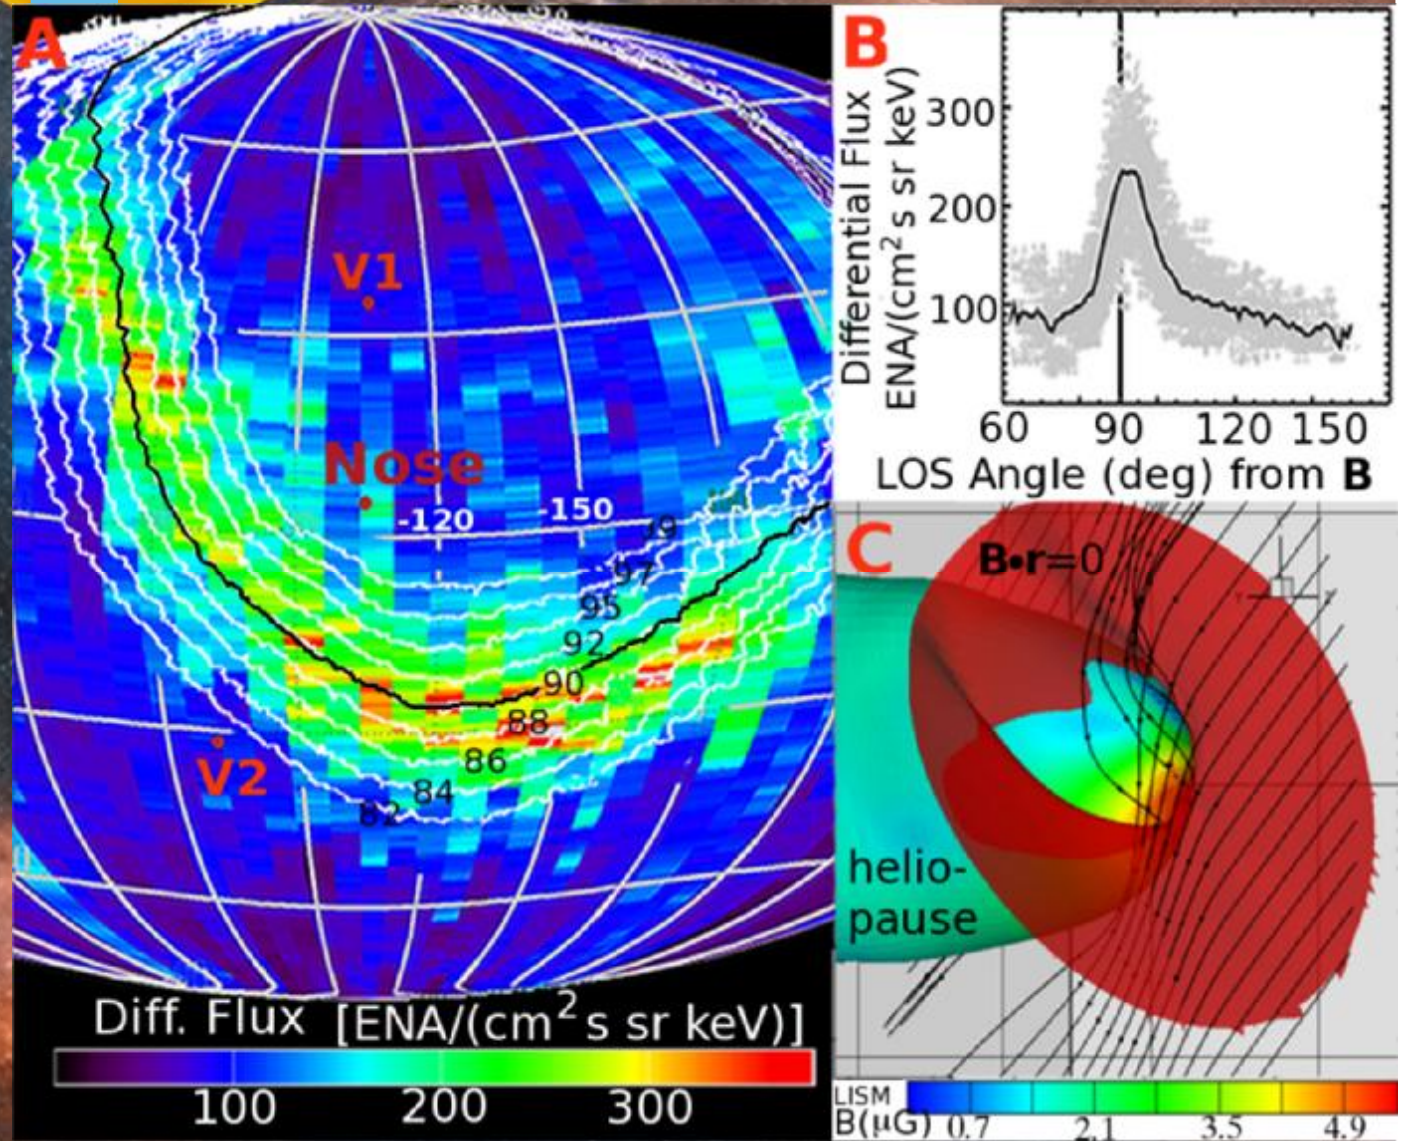 A
V1
Nose
-120
-150
97
95
92
90
88
86
84
82
V2
Diff. Flux [ENA/(cm² s sr keV)]
100 200 300
B
Differential Flux
ENA/(cm² s sr keV)
300
200
100
60 90 120 150
LOS Angle (deg) from B
C
B•r=0
helio-
pause
LISM
B(μG) 0.7 2.1 3.5 4.9